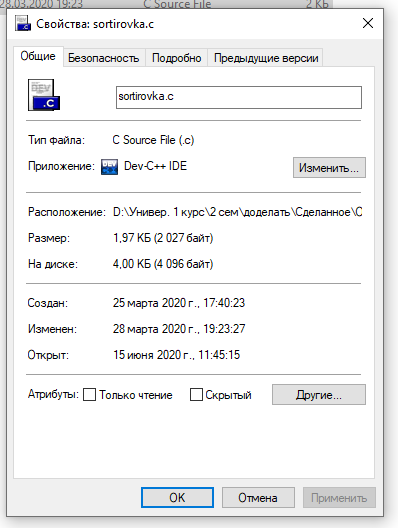 28.03.2020 19:23 C Source File 2 КБ
Свойства: sortirovka.c
Общие Безопасность Подробно Предыдущие версии
sortirovka.c
Тип файла: C Source File (.c)
Приложение: Dev-C++ IDE Изменить...
Расположение: D:\Универ. 1 курс\2 сем\доделать\Сделанное\С
Размер: 1,97 КБ (2 027 байт)
На диске: 4,00 КБ (4 096 байт)
Создан: 25 марта 2020 г., 17:40:23
Изменен: 28 марта 2020 г., 19:23:27
Открыт: 15 июня 2020 г., 11:45:15
Атрибуты: Только чтение Скрытый Другие...
OK Отмена Применить